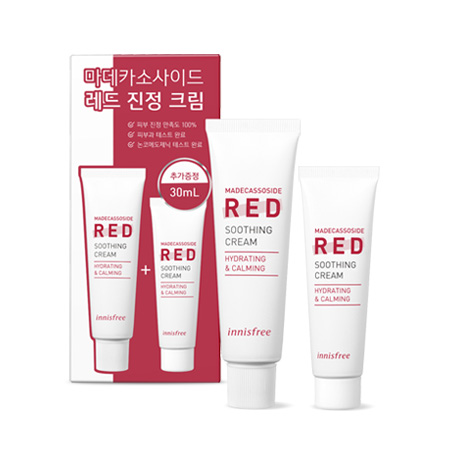 마데카소사이드
레드 진정 크림
피부 진정 만족도 100%
피부과 테스트 완료
논코메도제닉 테스트 완료
추가증정
30mL
MADECASSOSIDE
RED
SOOTHING
CREAM
HYDRATING
& CALMING
+
MADECASSOSIDE
RED
SOOTHING
CREAM
HYDRATING
& CALMING
MADECASSOSIDE
RED
SOOTHING
CREAM
HYDRATING
& CALMING
innisfree
MADECASSOSIDE
RED
SOOTHING
CREAM
HYDRATING
& CALMING
innisfree